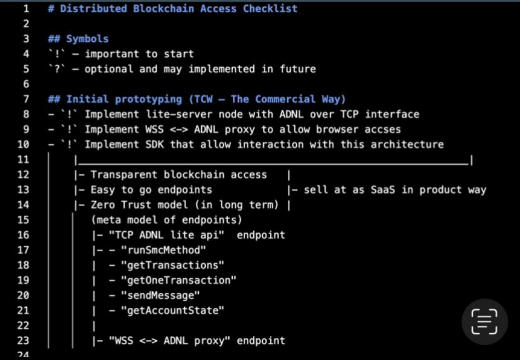 1 # Distributed Blockchain Access Checklist
2
3 ## Symbols
4 `!` — important to start
5 `?` — optional and may implemented in future
6
7 ## Initial prototyping (TCW — The Commercial Way)
8 - `!` Implement lite-server node with ADNL over TCP interface
9 - `!` Implement WSS <-> ADNL proxy to allow browser accses
10 - `!` Implement SDK that allow interaction with this architecture
11 |______________________________________________________________|
12 |- Transparent blockchain access |
13 |- Easy to go endpoints |- sell at as SaaS in product way
14 |- Zero Trust model (in long term) |
15 (meta model of endpoints)
16 |- "TCP ADNL lite api" endpoint
17 |- - "runSmcMethod"
18 | - "getTransactions"
19 | - "getOneTransaction"
20 | - "sendMessage"
21 | - "getAccountState"
22 |
23 |- "WSS <-> ADNL proxy" endpoint
24